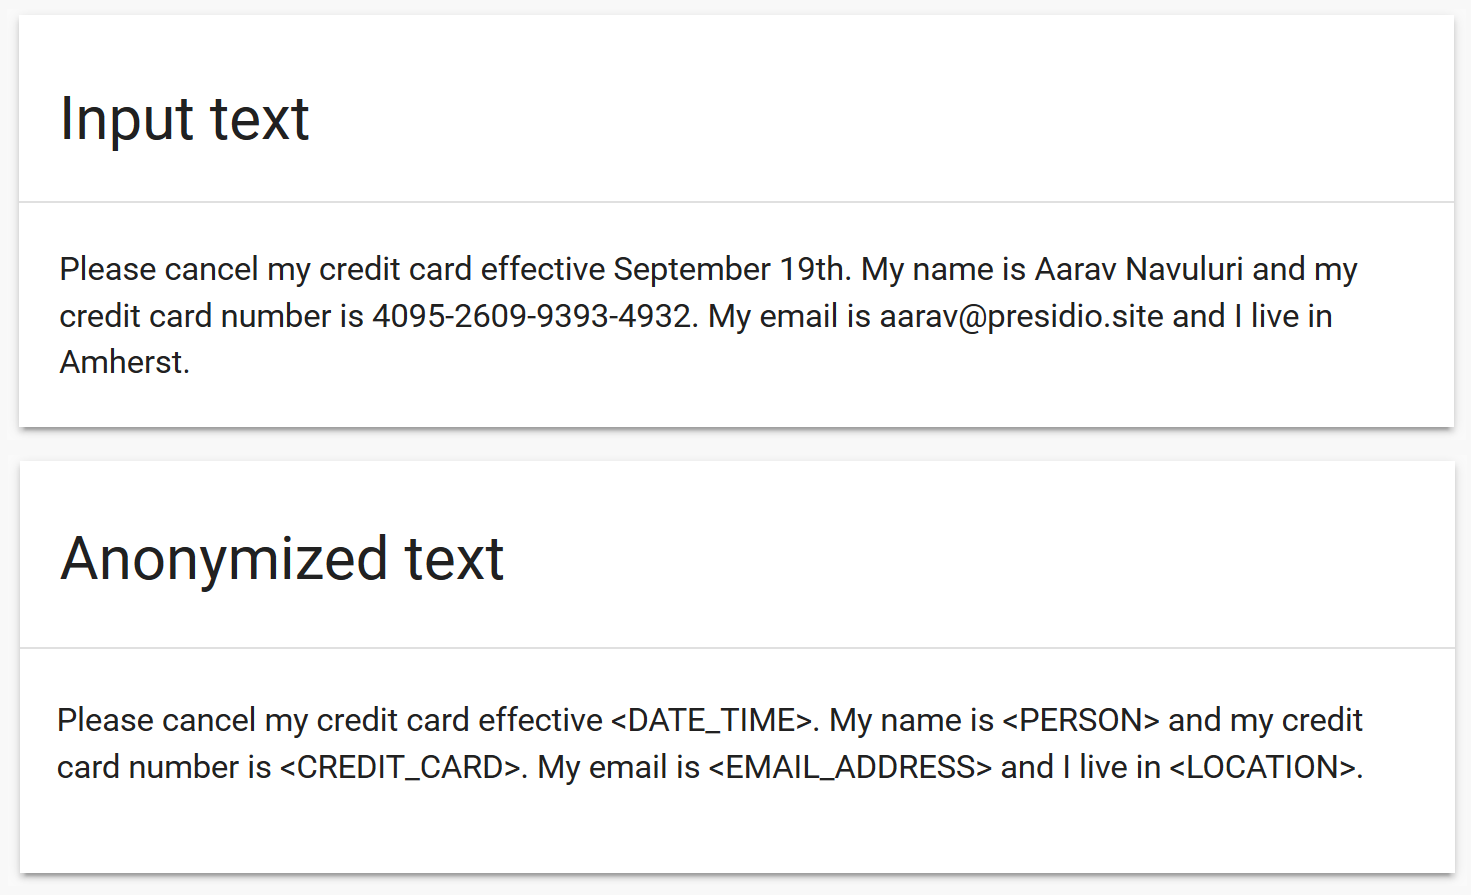 Input text
Please cancel my credit card effective September 19th. My name is Aarav Navuluri and my
credit card number is 4095-2609-9393-4932. My email is aarav@presidio.site and I live in
Amherst.
Anonymized text
Please cancel my credit card effective <DATE_TIME>. My name is <PERSON> and my credit
card number is <CREDIT_CARD>. My email is <EMAIL_ADDRESS> and I live in <LOCATION>.